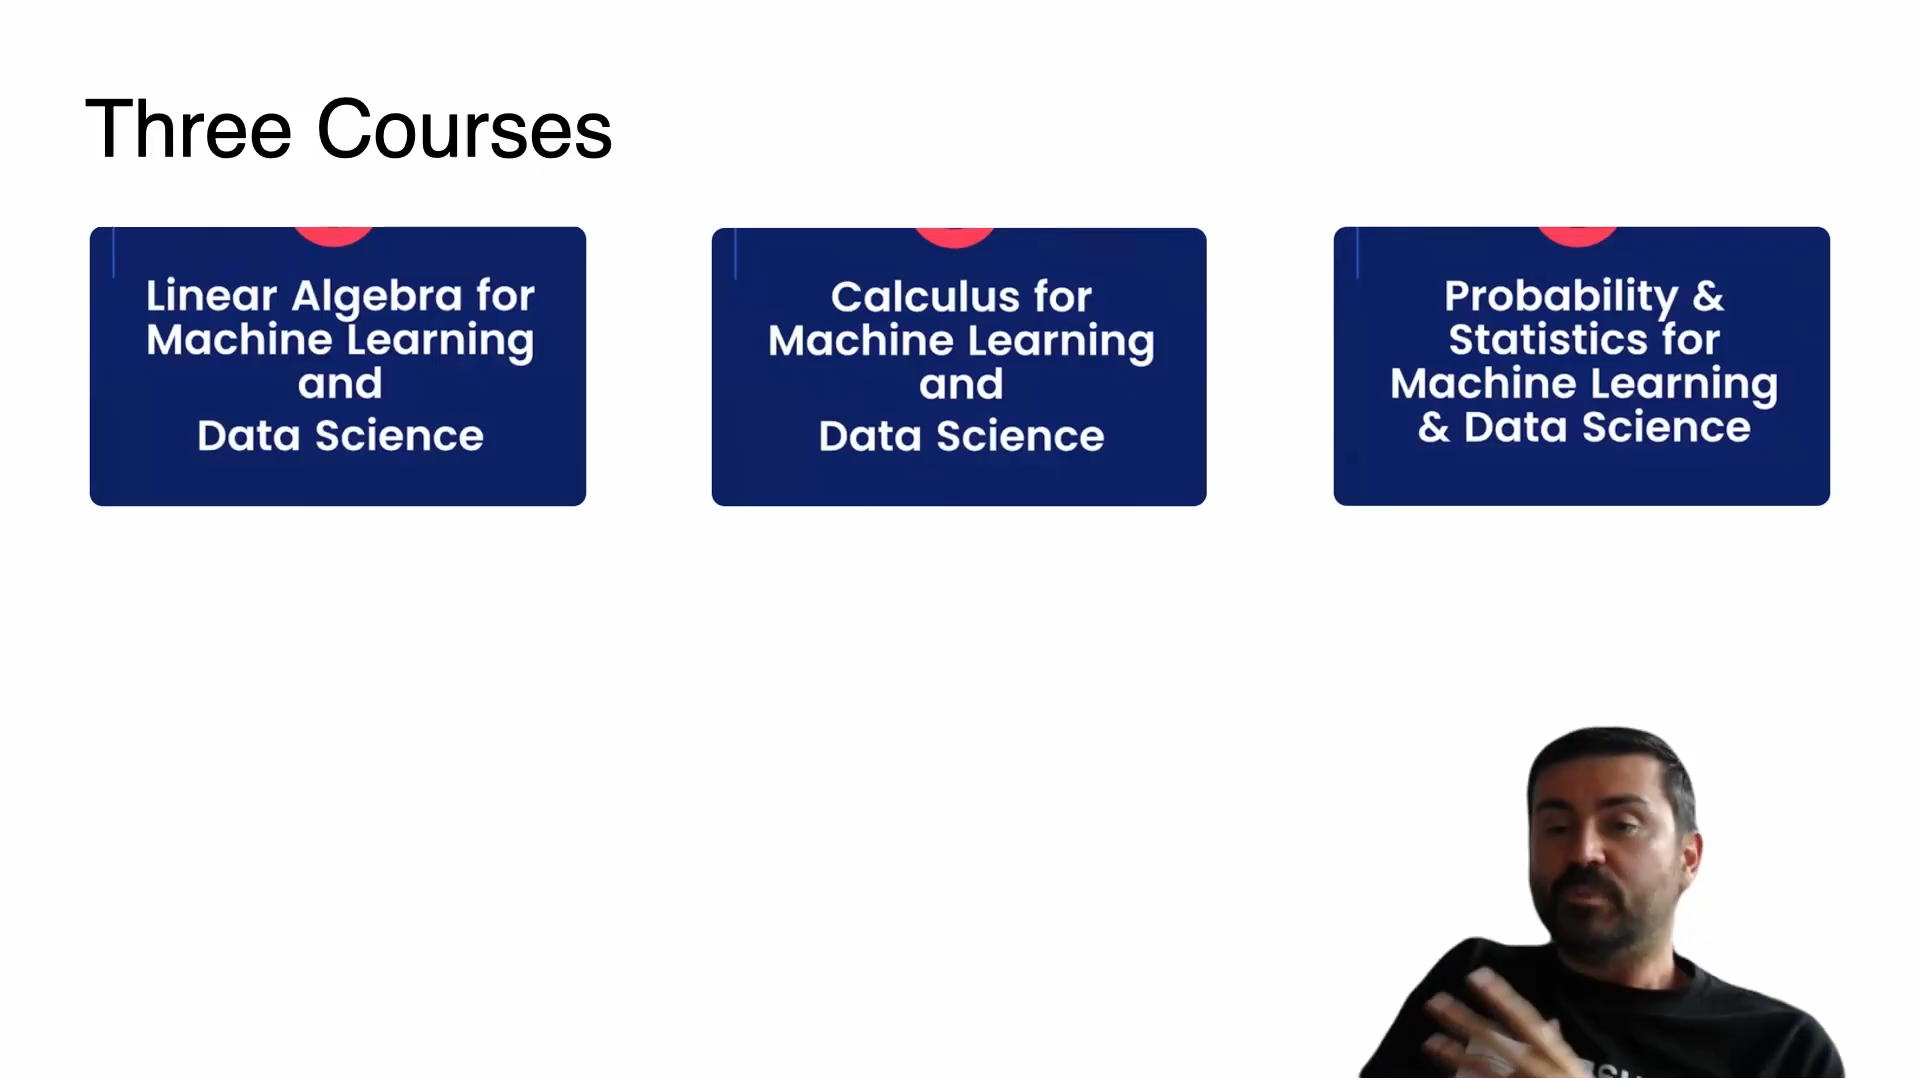 Three Courses
Linear Algebra for
Machine Learning
and
Data Science
Calculus for
Machine Learning
and
Data Science
Probability &
Statistics for
Machine Learning
& Data Science